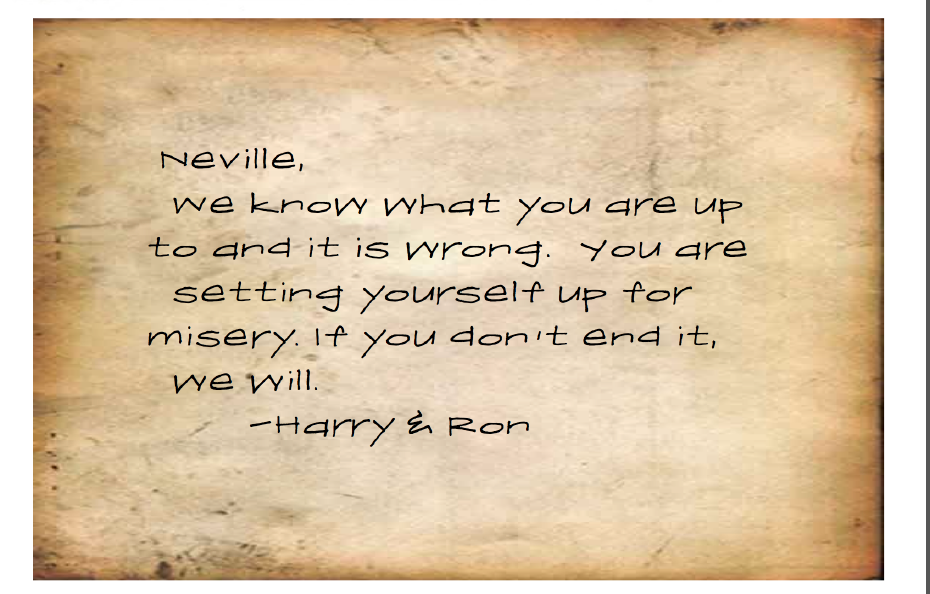 Neville,
we know what you are up
to and it is wrong. You are
setting yourself up for
misery. If you don't end it,
we will.
-Harry & Ron